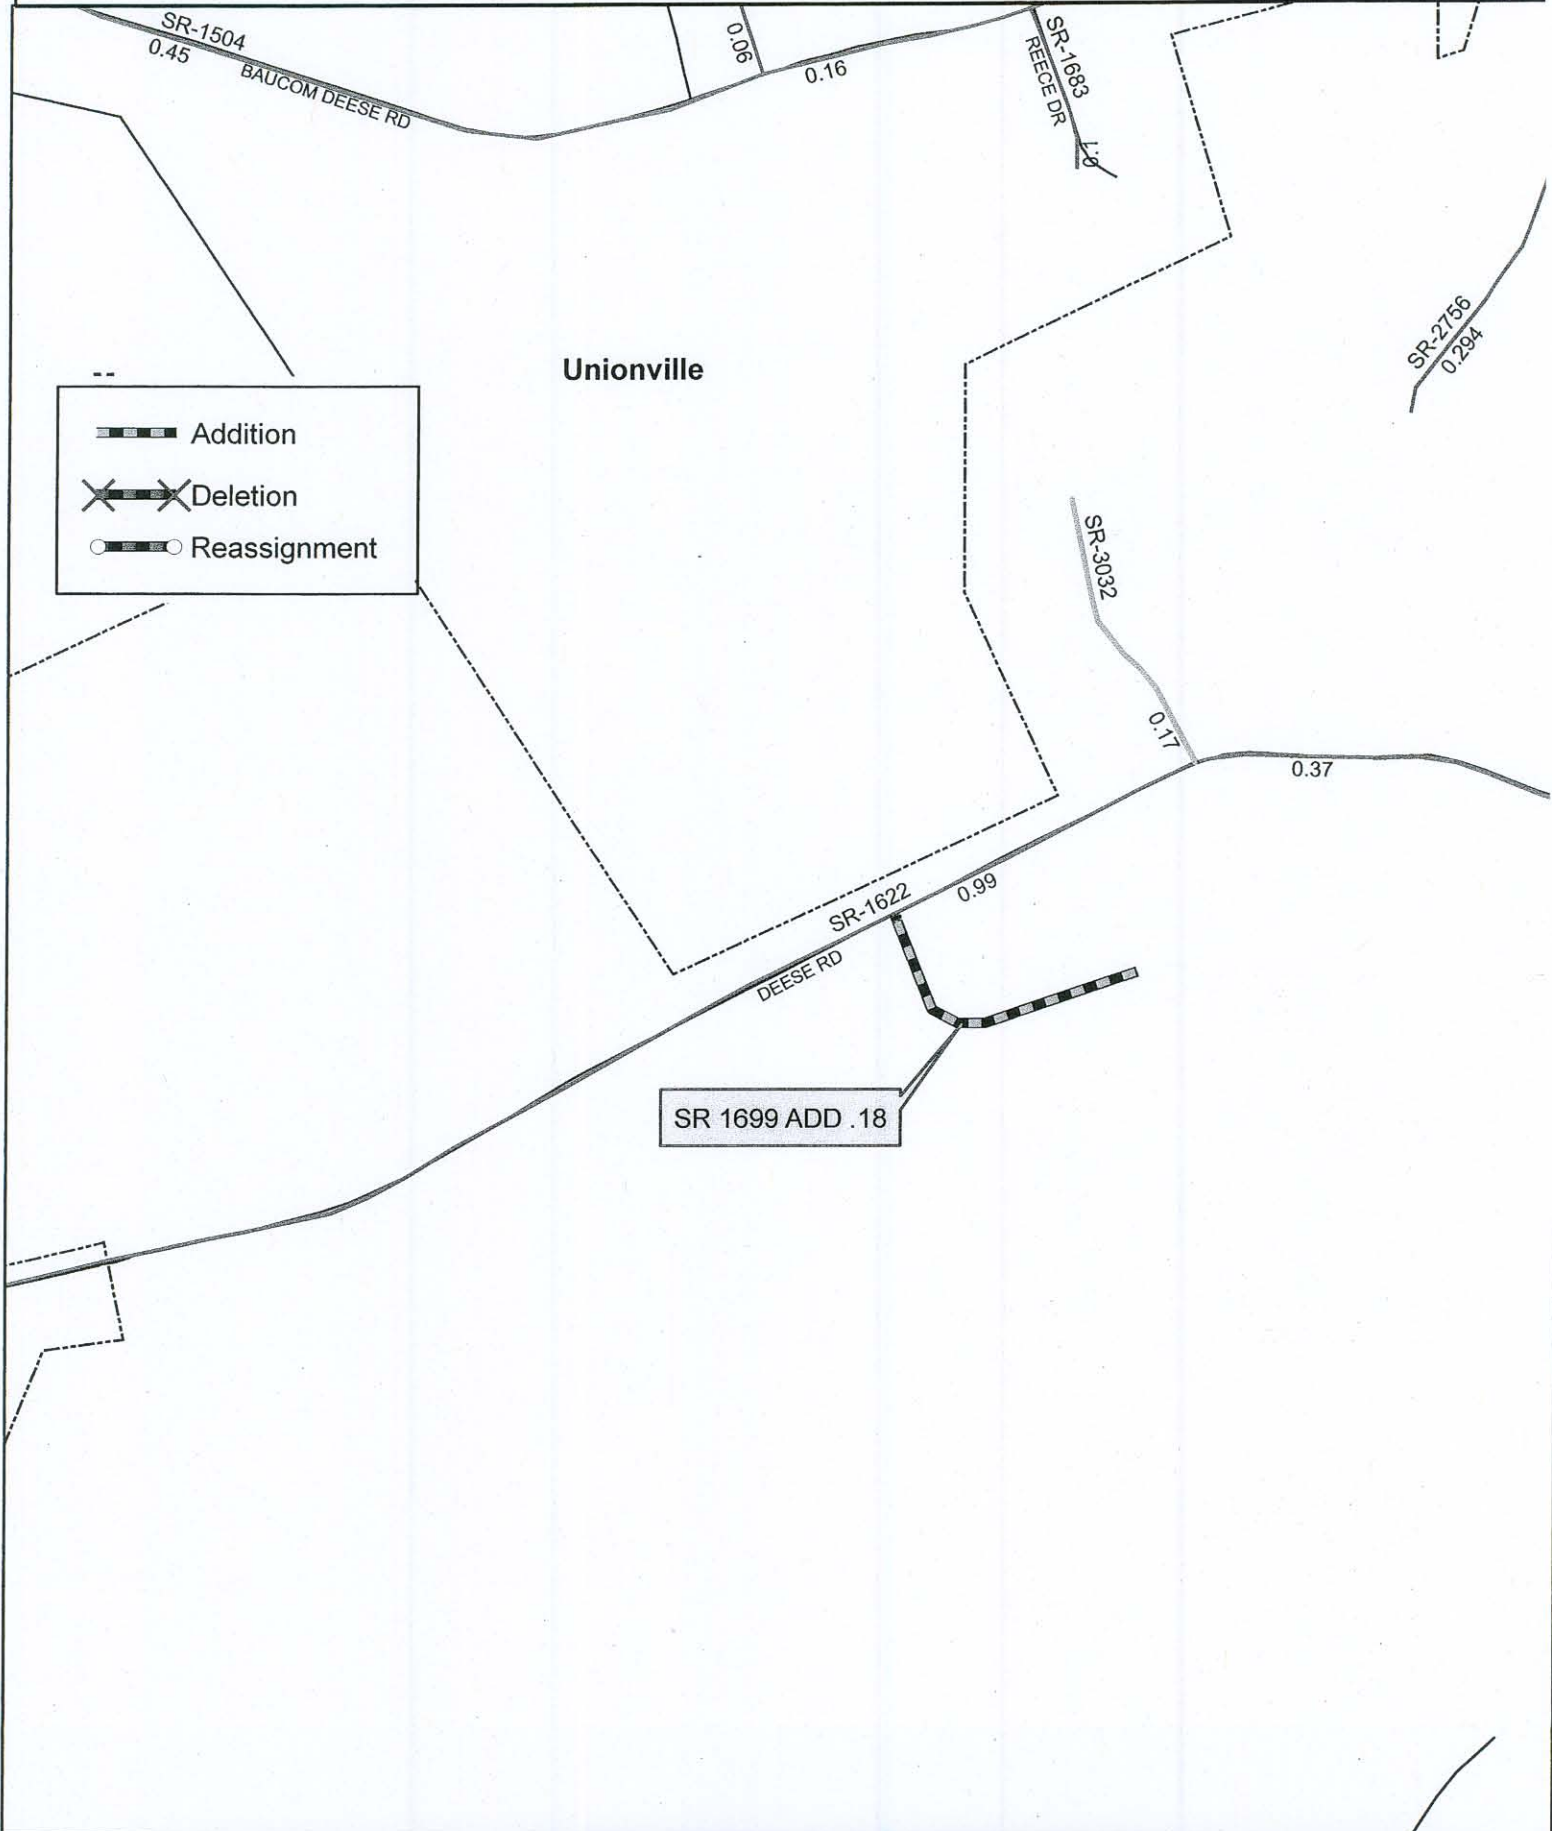 SR-1504
0.45
BAUCOM DEESE RD
0.06
0.16
SR-1683
REECE DR
0.1
SR-2756
0.294
Unionville
--
Addition
Deletion
Reassignment
SR-3032
0.17
0.37
SR-1622
0.99
DEESE RD
SR 1699 ADD .18